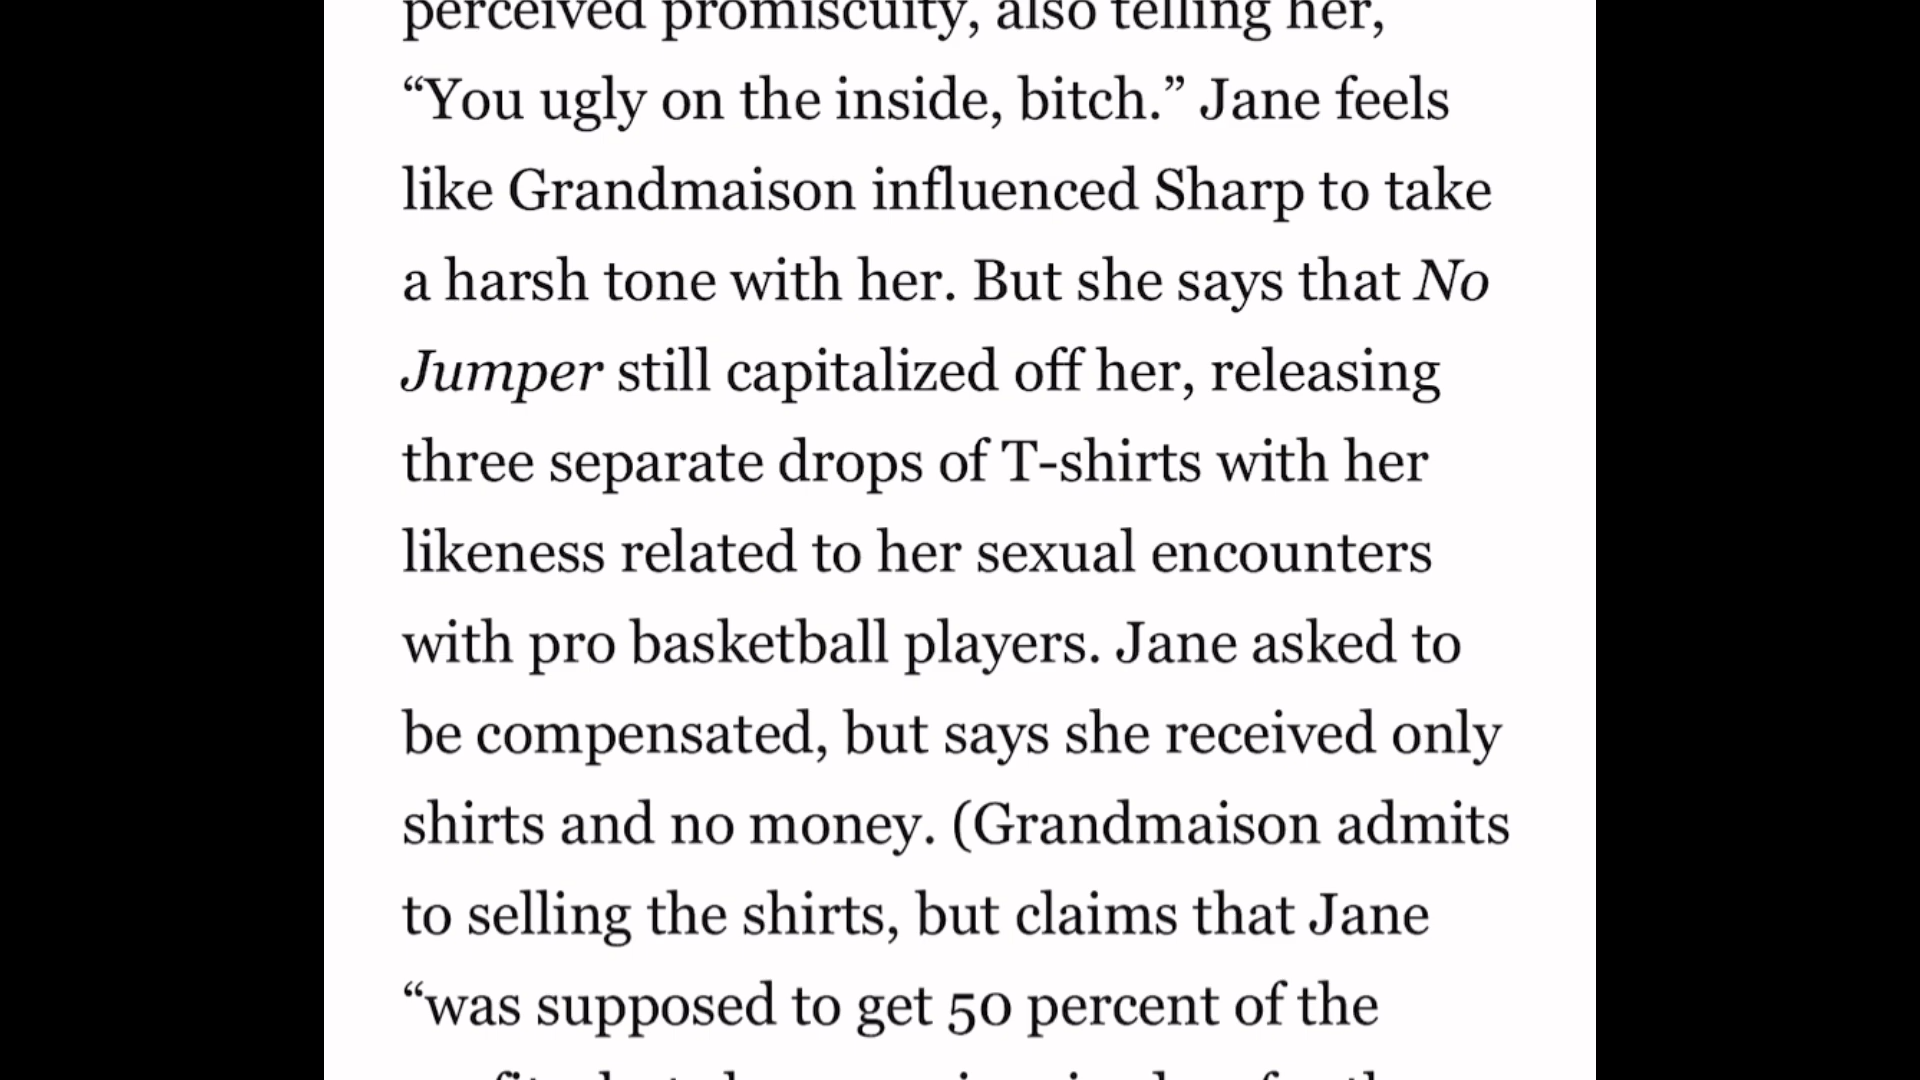 perceived promiscuity, also telling her,
“You ugly on the inside, bitch.” Jane feels
like Grandmaison influenced Sharp to take
a harsh tone with her. But she says that No
Jumper still capitalized off her, releasing
three separate drops of T-shirts with her
likeness related to her sexual encounters
with pro basketball players. Jane asked to
be compensated, but says she received only
shirts and no money. (Grandmaison admits
to selling the shirts, but claims that Jane
“was supposed to get 50 percent of the